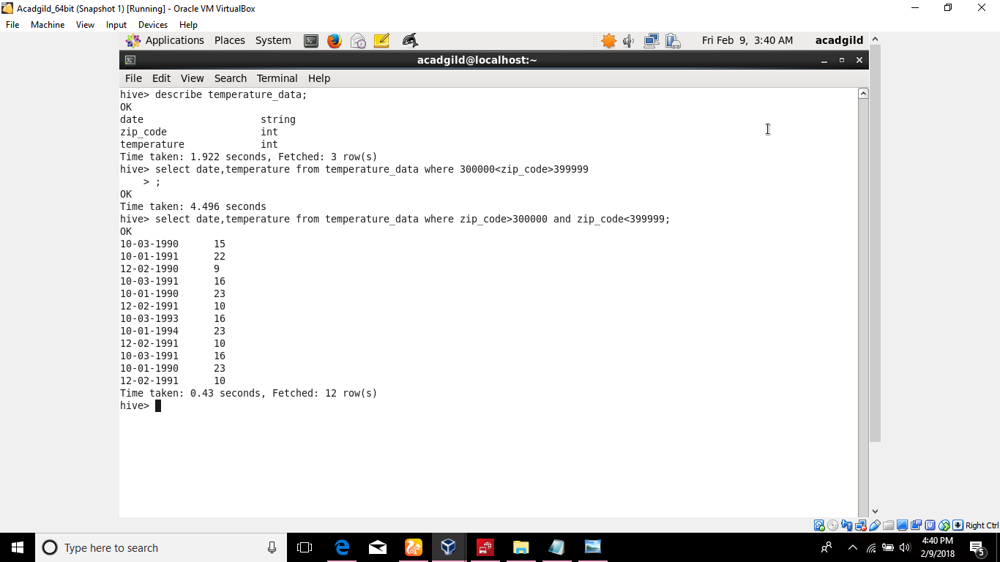 Acadgild_64bit (Snapshot 1) [Running] - Oracle VM VirtualBox
File Machine View Input Devices Help
Applications Places System Fri Feb 9, 3:40 AM acadgild
acadgild@localhost:~
File Edit View Search Terminal Help
hive> describe temperature_data;
OK
date string
zip_code int
temperature int
Time taken: 1.922 seconds, Fetched: 3 row(s)
hive> select date,temperature from temperature_data where 300000<zip_code>399999
> ;
OK
Time taken: 4.496 seconds
hive> select date,temperature from temperature_data where zip_code>300000 and zip_code<399999;
OK
10-03-1990 15
10-01-1991 22
12-02-1990 9
10-03-1991 16
10-01-1990 23
12-02-1991 10
10-03-1993 16
10-01-1994 23
12-02-1991 10
10-03-1991 16
10-01-1990 23
12-02-1991 10
Time taken: 0.43 seconds, Fetched: 12 row(s)
hive>
Right Ctrl
Type here to search
4:40 PM
2/9/2018
5